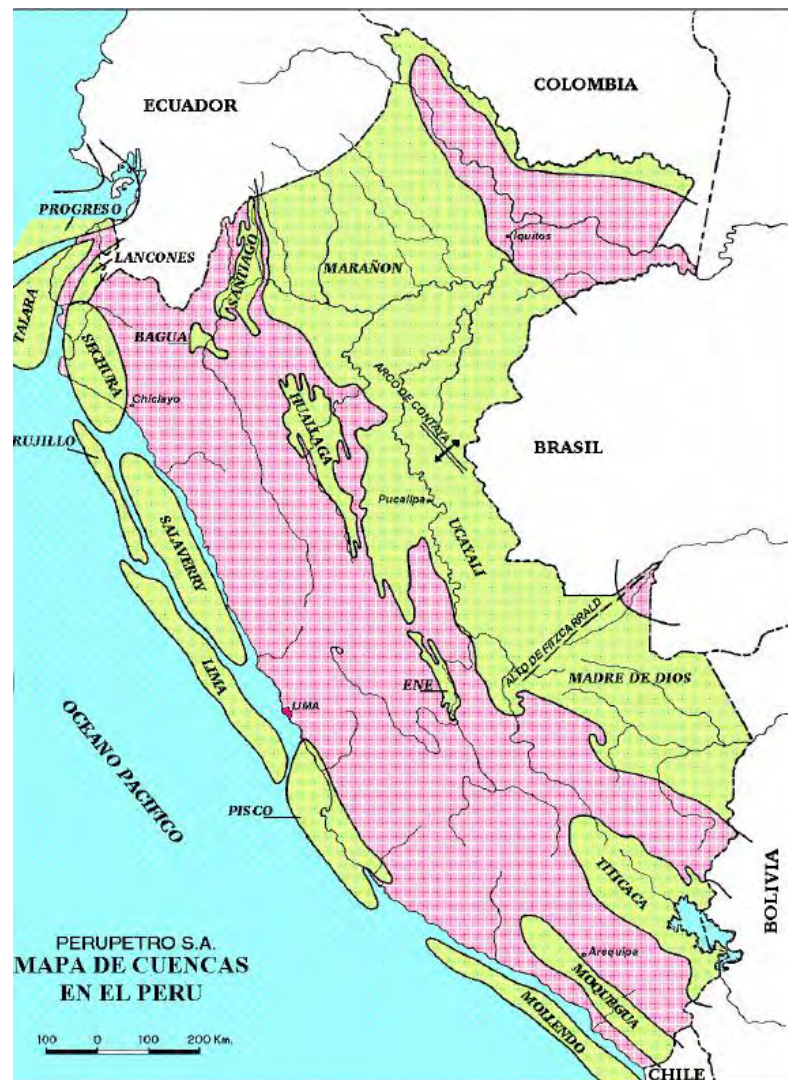 COLOMBIA
ECUADOR
PROGRESO
LANCONES
TALARA
SANTIAGO
MARAÑON
Iquitos
BAGUA
SECHURA
Chiclayo
HUALLAGA
ARCO DE CONTAYA
RUJILLO
BRASIL
Pucallpa
SALAVERRY
UCAYALI
LIMA
ALTO DE FITZCARRALD
ENE
MADRE DE DIOS
LIMA
OCEANO PACIFICO
PISCO
TITICACA
BOLIVIA
PERUPETRO S.A.
MAPA DE CUENCAS
EN EL PERU
Arequipa
MOQUEGUA
MOLLENDO
100 0 100 200 Km.
CHILE